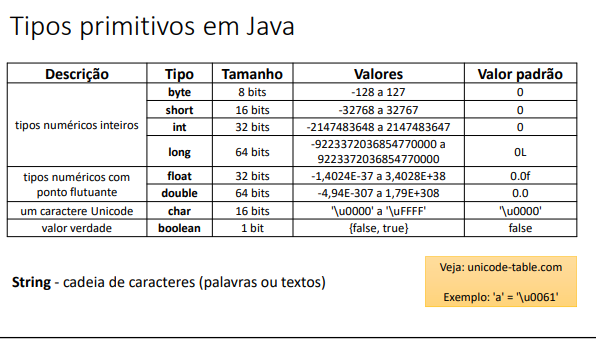 Tipos primitivos em Java
Descrição Tipo Tamanho Valores Valor padrão
tipos numéricos inteiros byte 8 bits -128 a 127 0
short 16 bits -32768 a 32767 0
int 32 bits -2147483648 a 2147483647 0
long 64 bits -9223372036854770000 a 9223372036854770000 0L
tipos numéricos com ponto flutuante float 32 bits -1,4024E-37 a 3,4028E+38 0.0f
double 64 bits -4,94E-307 a 1,79E+308 0.0
um caractere Unicode char 16 bits '\u0000' a '\uFFFF' '\u0000'
valor verdade boolean 1 bit {false, true} false
String - cadeia de caracteres (palavras ou textos)
Veja: unicode-table.com
Exemplo: 'a' = '\u0061'